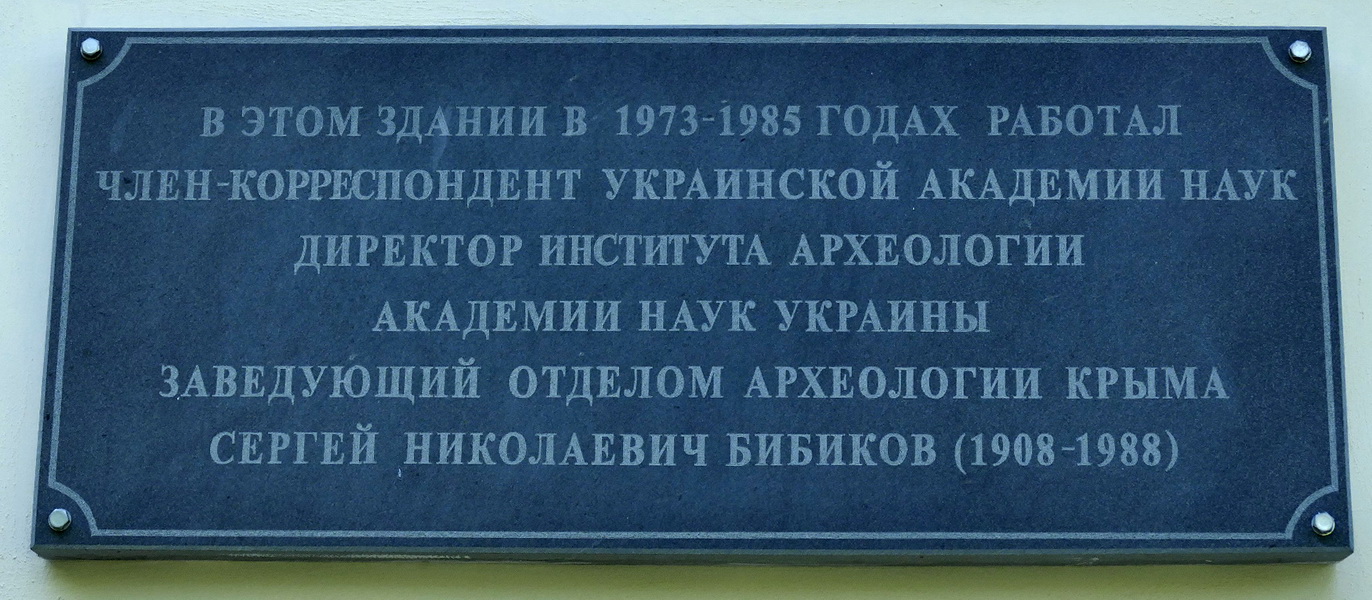 В ЭТОМ ЗДАНИИ В 1973-1985 ГОДАХ РАБОТАЛ
ЧЛЕН-КОРРЕСПОНДЕНТ УКРАИНСКОЙ АКАДЕМИИ НАУК
ДИРЕКТОР ИНСТИТУТА АРХЕОЛОГИИ
АКАДЕМИИ НАУК УКРАИНЫ
ЗАВЕДУЮЩИЙ ОТДЕЛОМ АРХЕОЛОГИИ КРЫМА
СЕРГЕЙ НИКОЛАЕВИЧ БИБИКОВ (1908-1988)